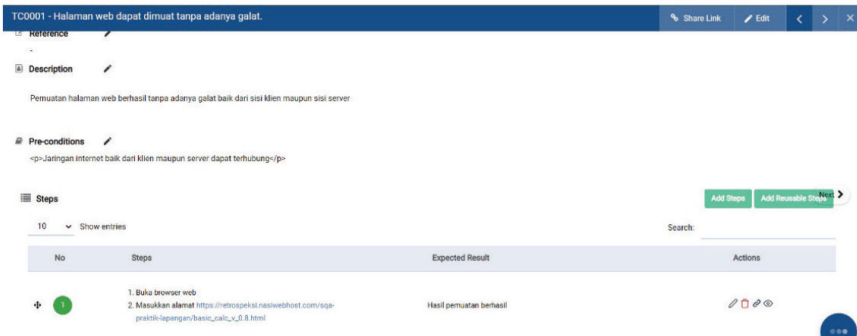 TC0001 - Halaman web dapat dimuat tanpa adanya galat.
Share Link
Edit
Reference
-
Description
Pemuatan halaman web berhasil tanpa adanya galat baik dari sisi klien maupun sisi server
Pre-conditions
<p>Jaringan internet baik dari klien maupun server dapat terhubung</p>
Steps
Add Steps
Add Reusable Steps
Next
10
Show entries
Search:
No
Steps
Expected Result
Actions
1
1. Buka browser web
2. Masukkan alamat https://retrospeksi.nasiwebhost.com/sqa-
praktik-lapangan/basic_calc_v_0.8.html
Hasil pemuatan berhasil